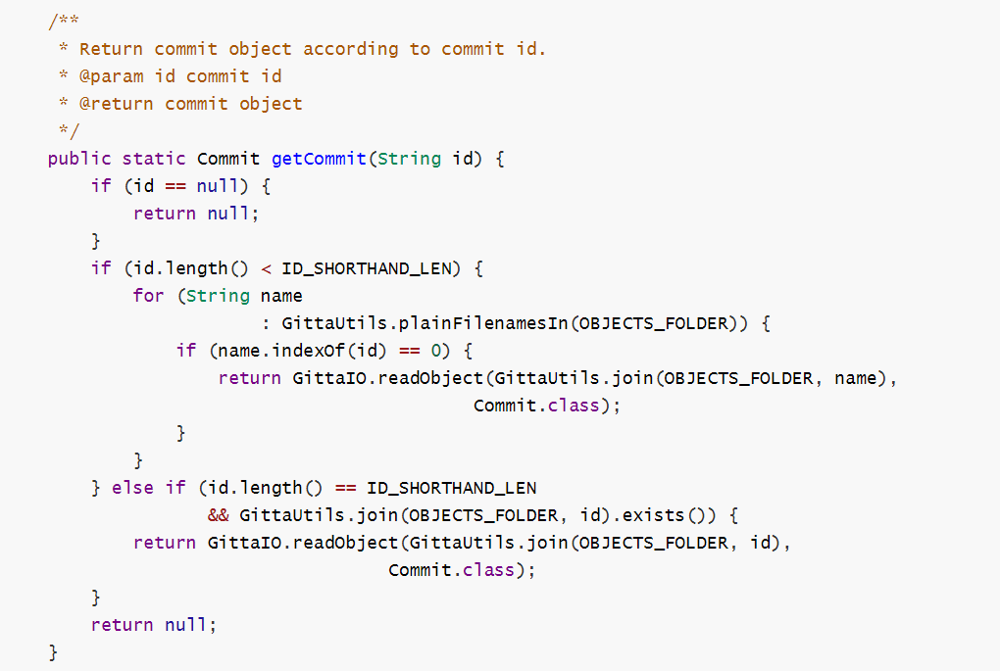 /**
 * Return commit object according to commit id.
 * @param id commit id
 * @return commit object
 */
public static Commit getCommit(String id) {
    if (id == null) {
        return null;
    }
    if (id.length() < ID_SHORTHAND_LEN) {
        for (String name
                    : GittaUtils.plainFilenamesIn(OBJECTS_FOLDER)) {
            if (name.indexOf(id) == 0) {
                return GittaIO.readObject(GittaUtils.join(OBJECTS_FOLDER, name),
                                        Commit.class);
            }
        }
    } else if (id.length() == ID_SHORTHAND_LEN
               && GittaUtils.join(OBJECTS_FOLDER, id).exists()) {
        return GittaIO.readObject(GittaUtils.join(OBJECTS_FOLDER, id),
                                Commit.class);
    }
    return null;
}